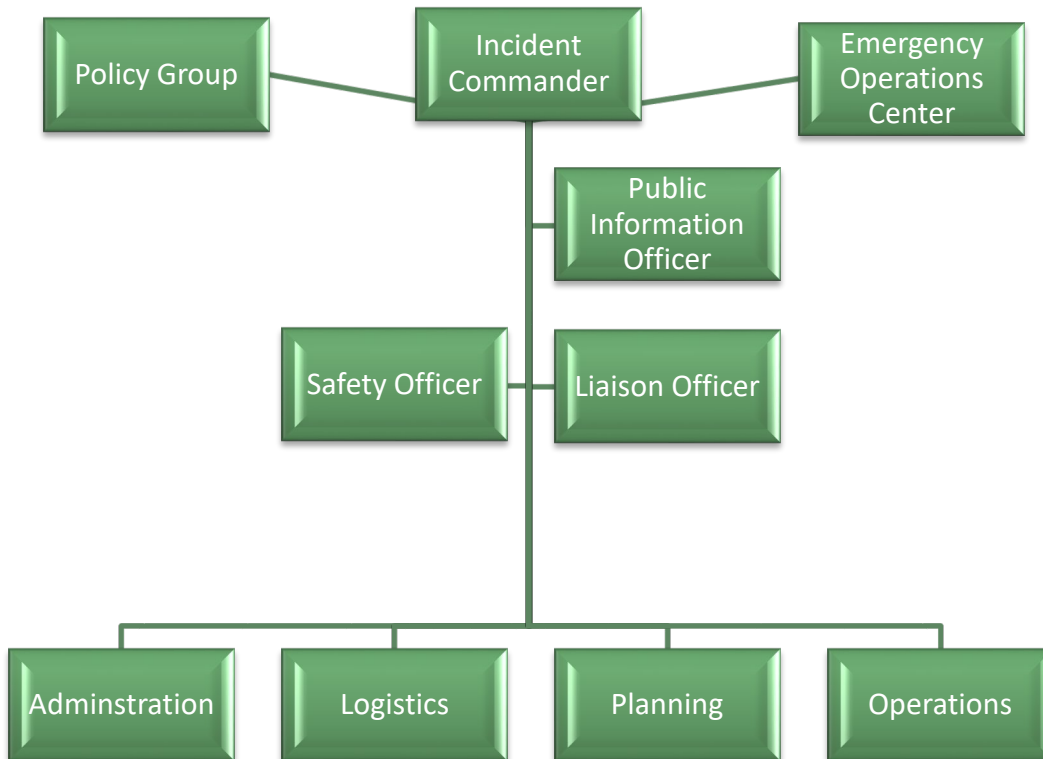 Policy Group
Incident
Commander
Emergency
Operations
Center
Public
Information
Officer
Safety Officer
Liaison Officer
Adminstration
Logistics
Planning
Operations